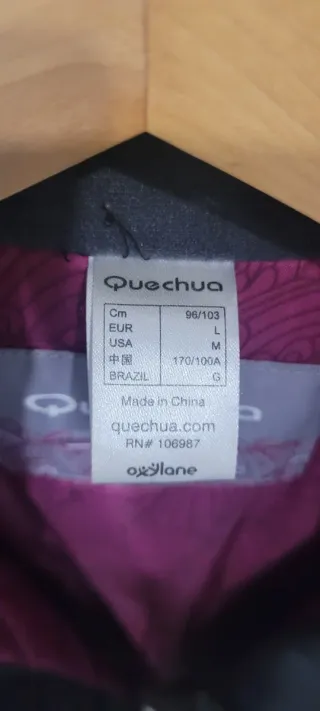 Quechua
Cm 96/103
EUR L
USA M
中国 170/100A
BRAZIL G
Made in China
quechua.com
RN# 106987
oxylane